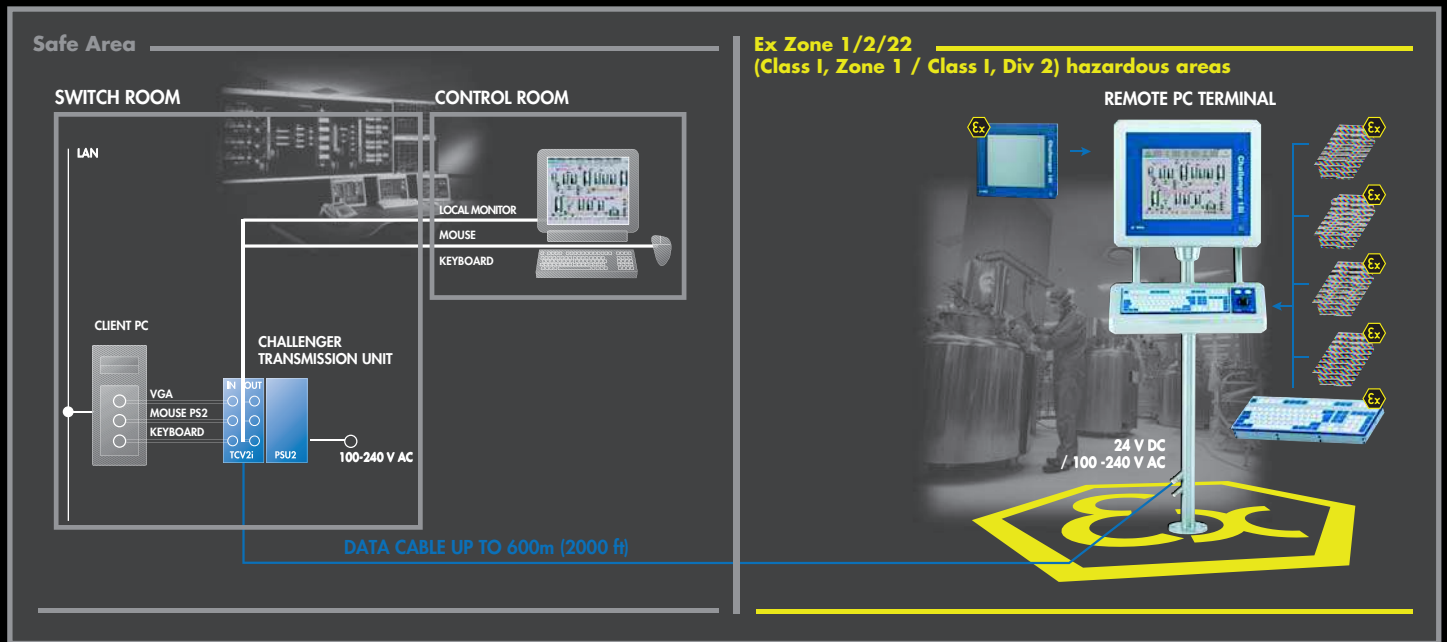 Safe Area
Ex Zone 1/2/22
(Class I, Zone 1 / Class I, Div 2) hazardous areas
SWITCH ROOM
CONTROL ROOM
REMOTE PC TERMINAL
LAN
LOCAL MONITOR
MOUSE
KEYBOARD
CLIENT PC
CHALLENGER
TRANSMISSION UNIT
IN OUT
VGA
MOUSE PS2
KEYBOARD
TCV2i
PSU2
100-240 V AC
24 V DC
/ 100 -240 V AC
DATA CABLE UP TO 600m (2000 ft)
Challenger 18i
Ex
Ex
Ex
Ex
Ex
Ex
Ex